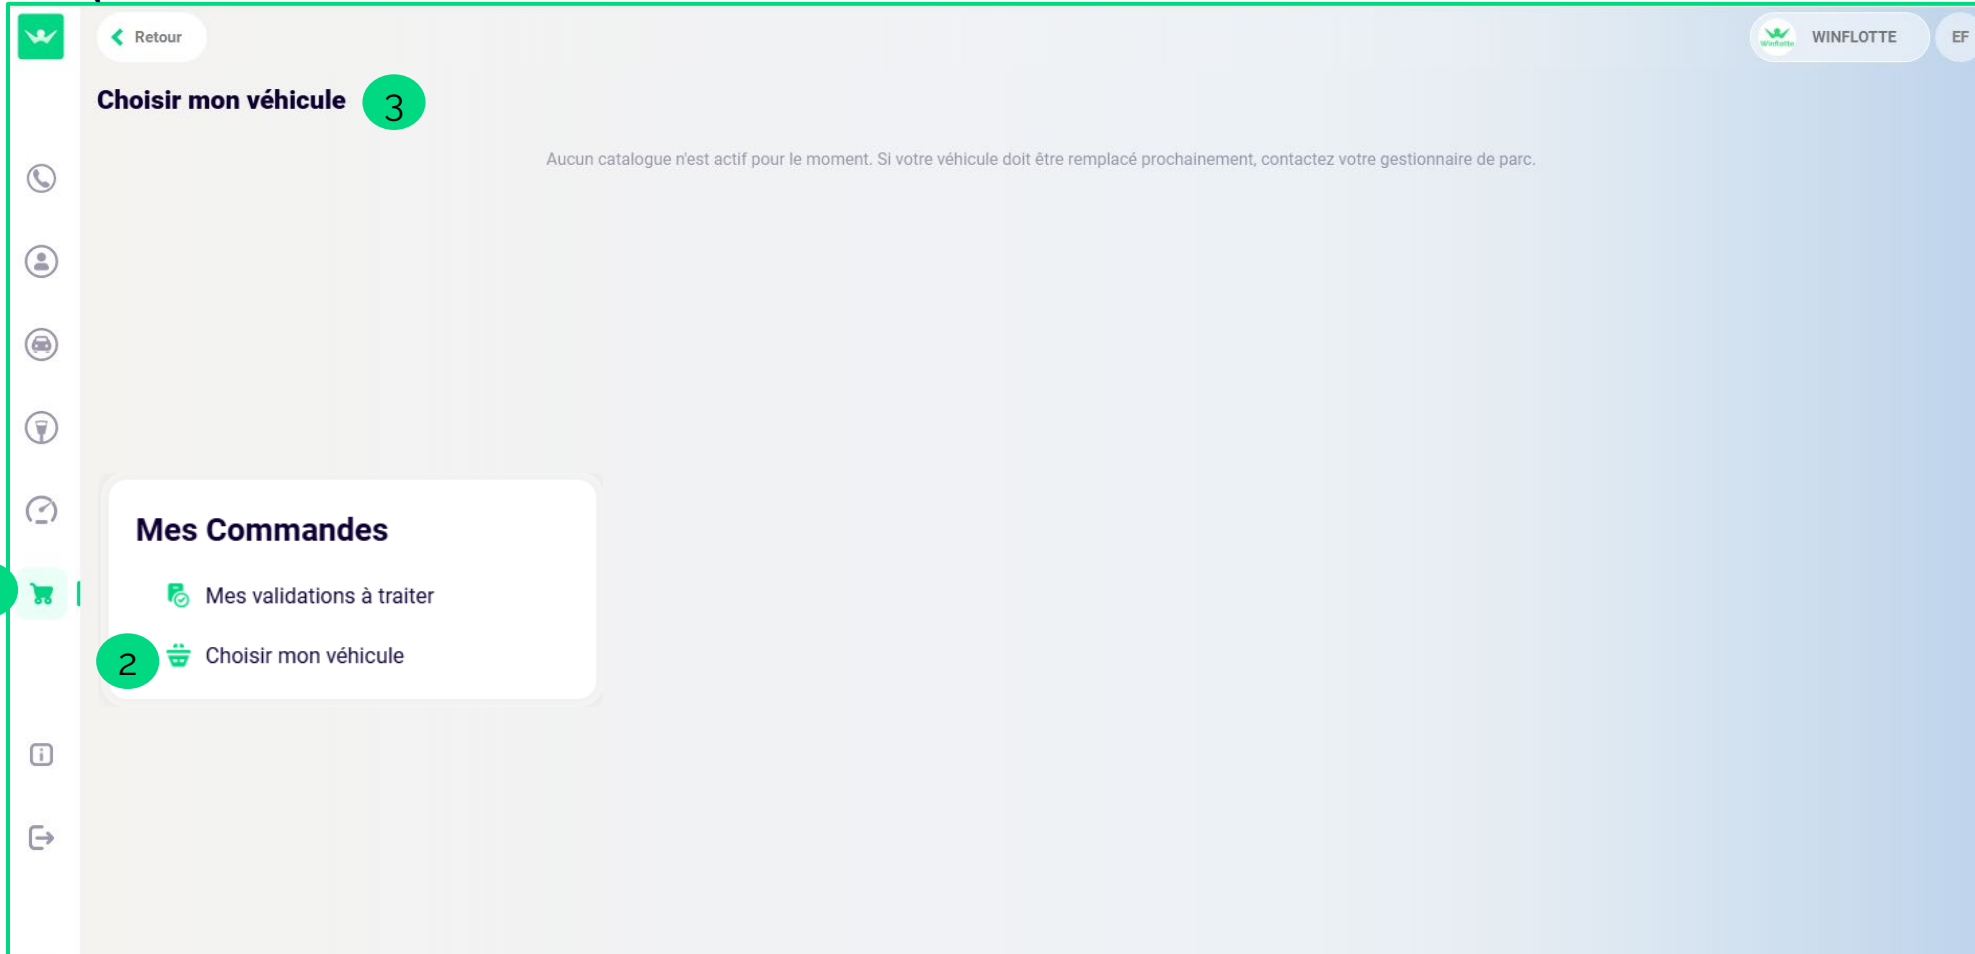 Retour
WINFLOTTE
EF
Choisir mon véhicule
3
Aucun catalogue n'est actif pour le moment. Si votre véhicule doit être remplacé prochainement, contactez votre gestionnaire de parc.
Mes Commandes
Mes validations à traiter
2
Choisir mon véhicule